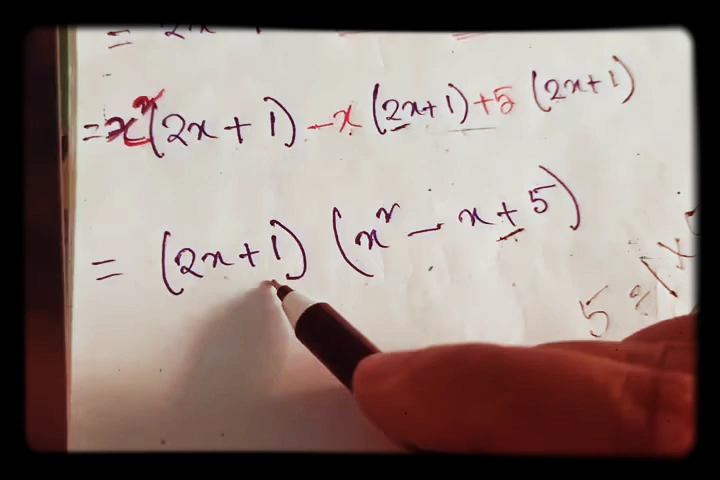 = x²(2x+1) -x (2x+1) +5 (2x+1)
= (2x+1) (x² - x + 5)